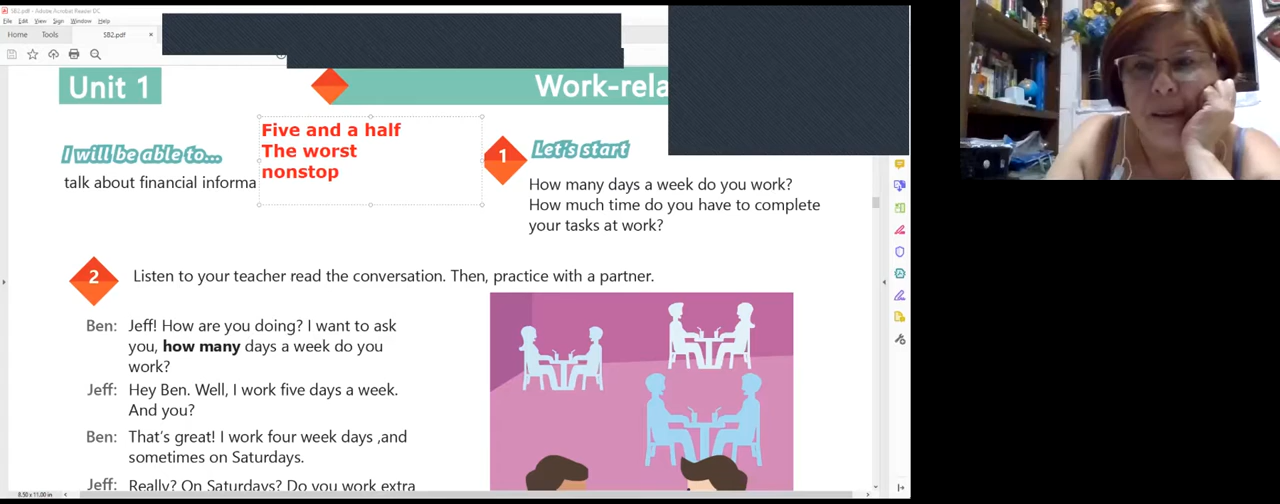 SB2.pdf - Adobe Acrobat Reader DC
File Edit View Sign Window Help
Home Tools SB2.pdf ×
Unit 1
Work-rela
Five and a half
The worst
nonstop
I will be able to...
talk about financial informa
1
Let's start
How many days a week do you work?
How much time do you have to complete
your tasks at work?
2
Listen to your teacher read the conversation. Then, practice with a partner.
Ben: Jeff! How are you doing? I want to ask
you, how many days a week do you
work?
Jeff: Hey Ben. Well, I work five days a week.
And you?
Ben: That's great! I work four week days ,and
sometimes on Saturdays.
Jeff: Really? On Saturdays? Do you work extra
8.50 x 11.00 in